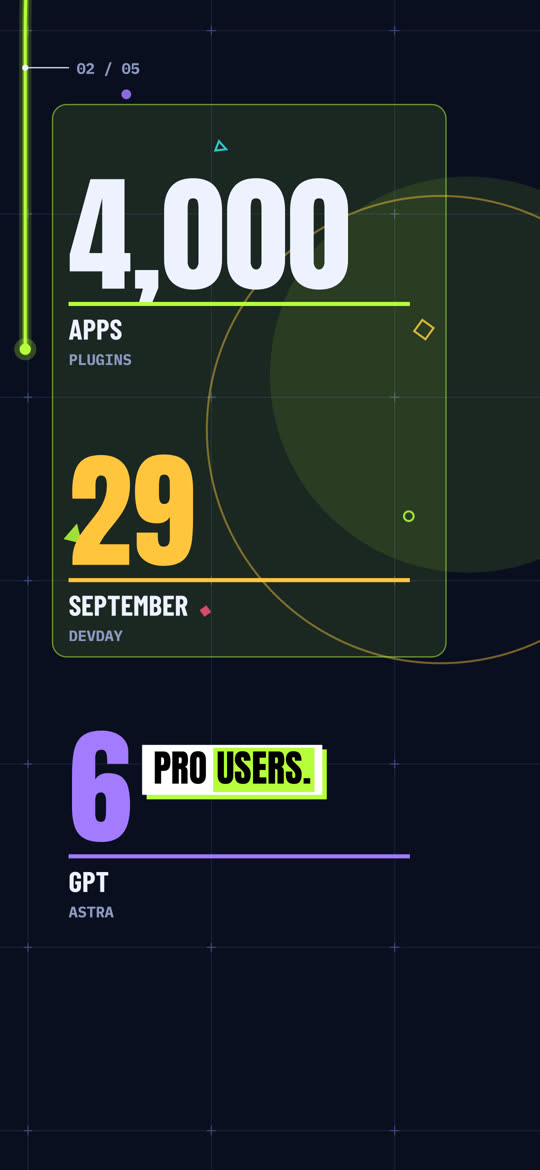 02 / 05
4,000
APPS
PLUGINS
29
SEPTEMBER
DEVDAY
6
PRO USERS.
GPT
ASTRA